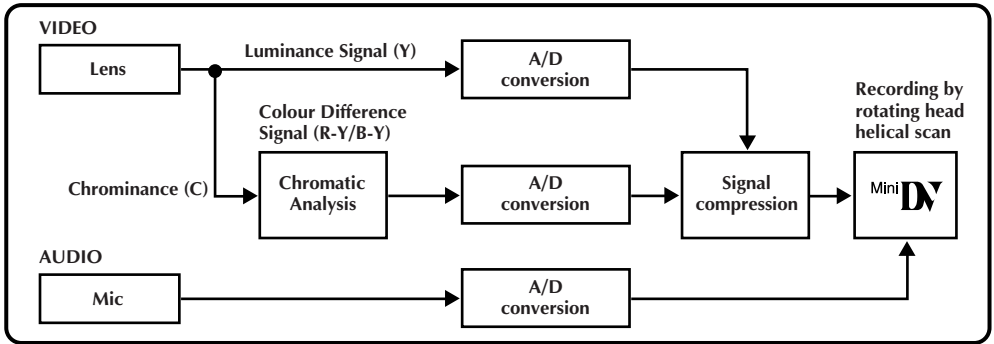 VIDEO
Lens
Luminance Signal (Y)
A/D
conversion
Colour Difference
Signal (R-Y/B-Y)
Chrominance (C)
Chromatic
Analysis
A/D
conversion
Signal
compression
Recording by
rotating head
helical scan
Mini DV
AUDIO
Mic
A/D
conversion